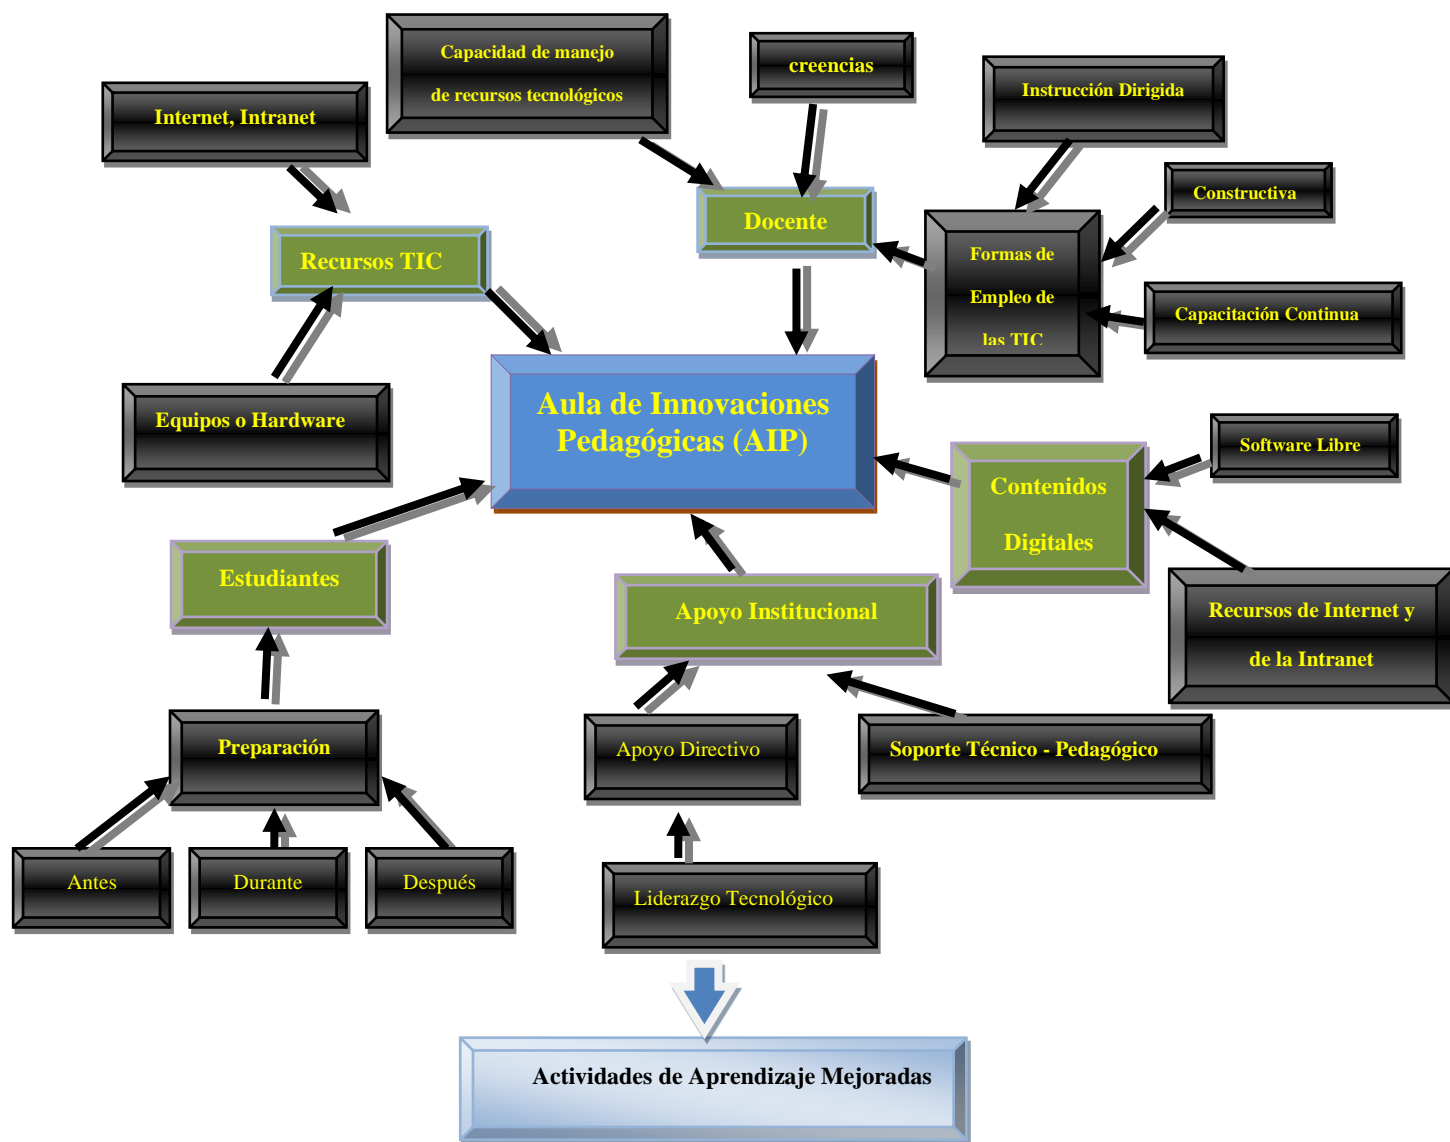 Capacidad de manejo
de recursos tecnológicos
creencias
Instrucción Dirigida
Internet, Intranet
Constructiva
Docente
Recursos TIC
Formas de
Empleo de
las TIC
Capacitación Continua
Equipos o Hardware
Aula de Innovaciones
Pedagógicas (AIP)
Software Libre
Contenidos
Digitales
Estudiantes
Apoyo Institucional
Recursos de Internet y
de la Intranet
Preparación
Apoyo Directivo
Soporte Técnico - Pedagógico
Antes
Durante
Después
Liderazgo Tecnológico
Actividades de Aprendizaje Mejoradas